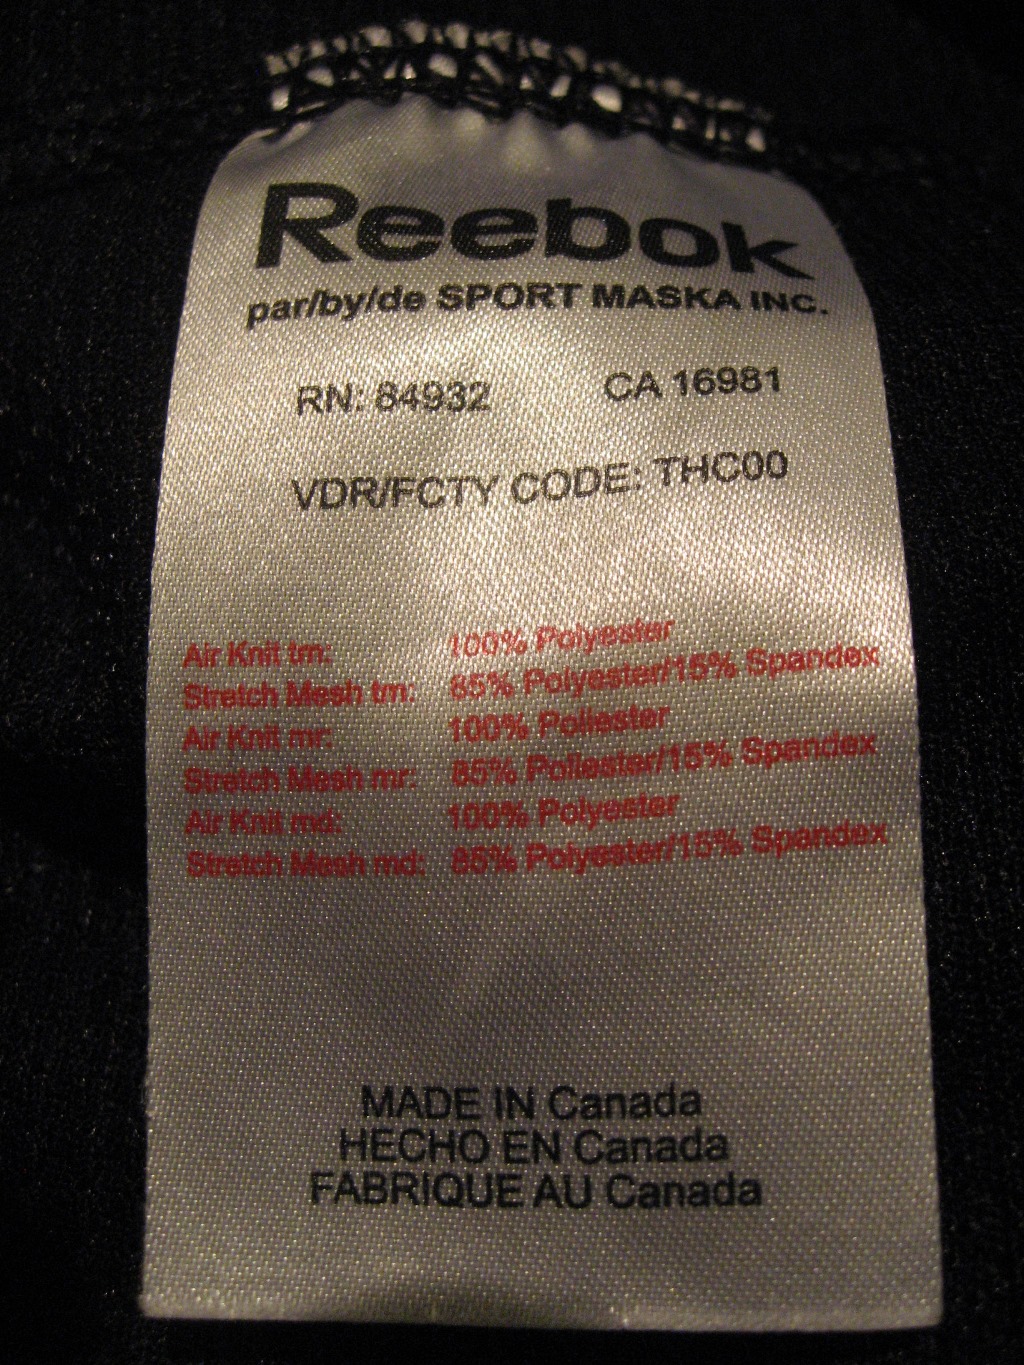 Reebok
par/by/de SPORT MASKA INC.
RN: 84932 CA 16981
VDR/FCTY CODE: THC00
Air Knit tm: 100% Polyester
Stretch Mesh tm: 85% Polyester/15% Spandex
Air Knit mr: 100% Poliester
Stretch Mesh mr: 85% Poliester/15% Spandex
Air Knit md: 100% Polyester
Stretch Mesh md: 85% Polyester/15% Spandex
MADE IN Canada
HECHO EN Canada
FABRIQUE AU Canada